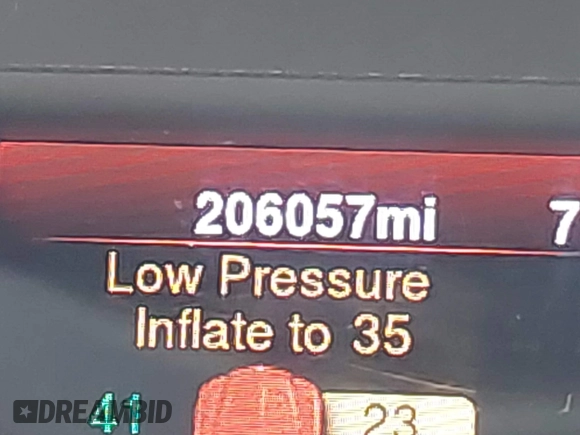 206057mi 7
Low Pressure
Inflate to 35
41 23
DREAMBID